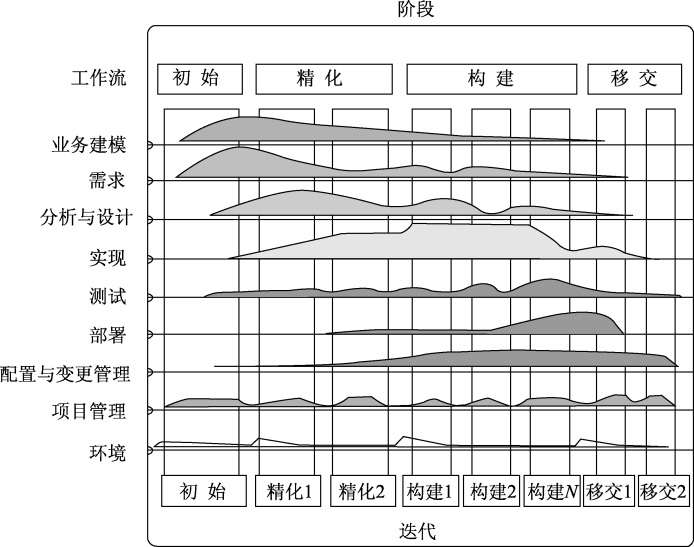 阶段
工作流 初始 精化 构建 移交
业务建模
需求
分析与设计
实现
测试
部署
配置与变更管理
项目管理
环境
初始 精化1 精化2 构建1 构建2 构建N 移交1 移交2
迭代